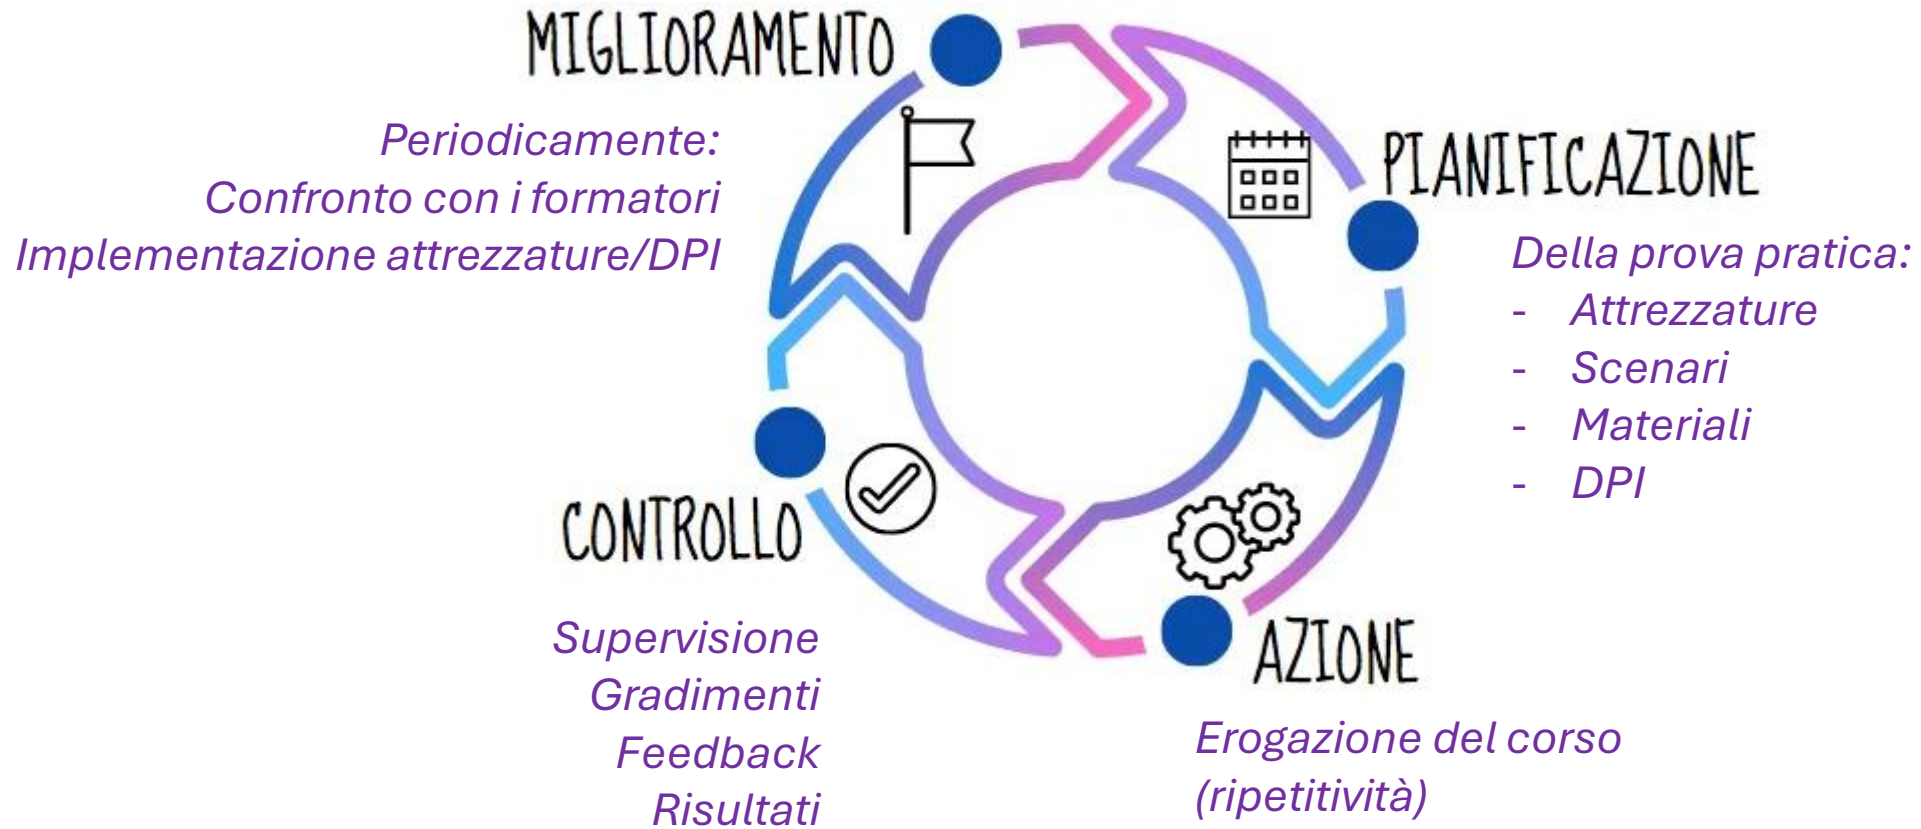 MIGLIORAMENTO
Periodicamente:
Confronto con i formatori
Implementazione attrezzature/DPI
PIANIFICAZIONE
Della prova pratica:
- Attrezzature
- Scenari
- Materiali
- DPI
CONTROLLO
Supervisione
Gradimenti
Feedback
Risultati
AZIONE
Erogazione del corso
(ripetitività)